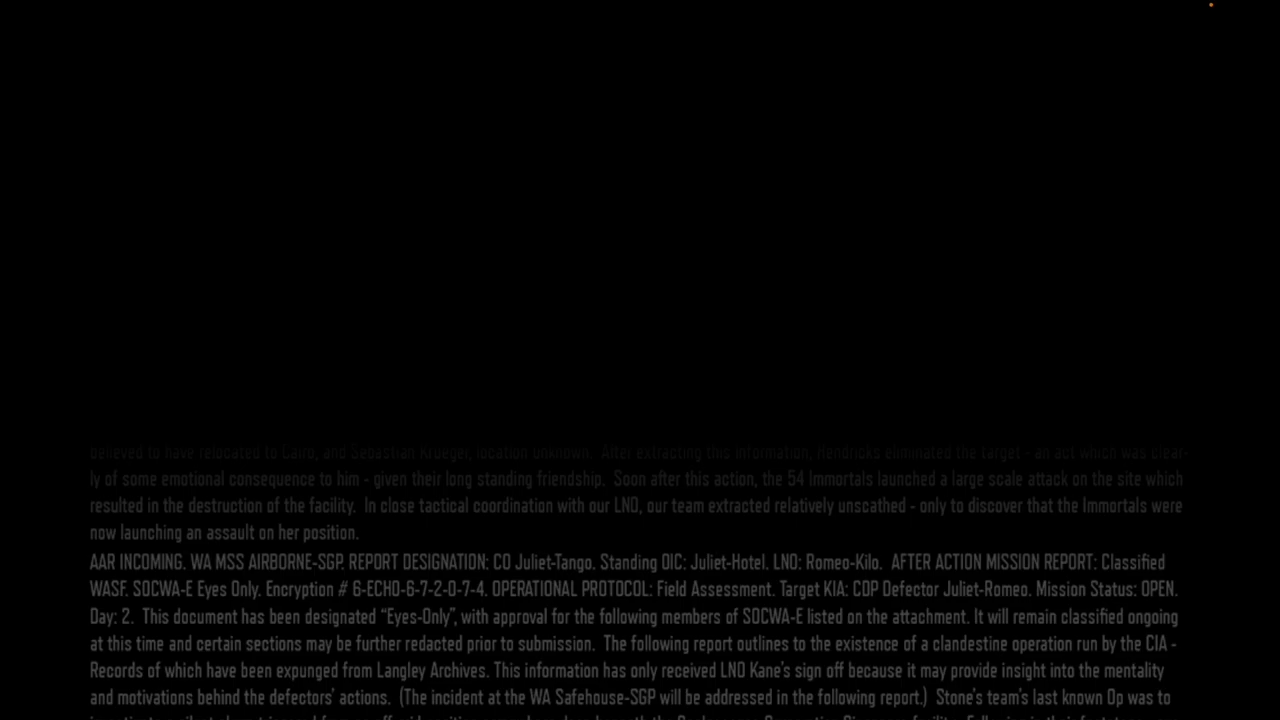 believed to have relocated to Cairo, and Sebastian Krueger, location unknown.  After extracting this information, Hendricks eliminated the target - an act which was clear-
ly of some emotional consequence to him - given their long standing friendship.  Soon after this action, the 54 Immortals launched a large scale attack on the site which
resulted in the destruction of the facility.  In close tactical coordination with our LNO, our team extracted relatively unscathed - only to discover that the Immortals were
now launching an assault on her position.
AAR INCOMING. WA MSS AIRBORNE-SGP. REPORT DESIGNATION: CO Juliet-Tango. Standing OIC: Juliet-Hotel. LNO: Romeo-Kilo.  AFTER ACTION MISSION REPORT: Classified
WASF. SOCWA-E Eyes Only. Encryption # 6-ECHO-6-7-2-0-7-4. OPERATIONAL PROTOCOL: Field Assessment. Target KIA: CDP Defector Juliet-Romeo. Mission Status: OPEN.
Day: 2.  This document has been designated “Eyes-Only”, with approval for the following members of SOCWA-E listed on the attachment. It will remain classified ongoing
at this time and certain sections may be further redacted prior to submission.  The following report outlines to the existence of a clandestine operation run by the CIA -
Records of which have been expunged from Langley Archives. This information has only received LNO Kane’s sign off because it may provide insight into the mentality
and motivations behind the defectors’ actions.  (The incident at the WA Safehouse-SGP will be addressed in the following report.)  Stone’s team’s last known Op was to